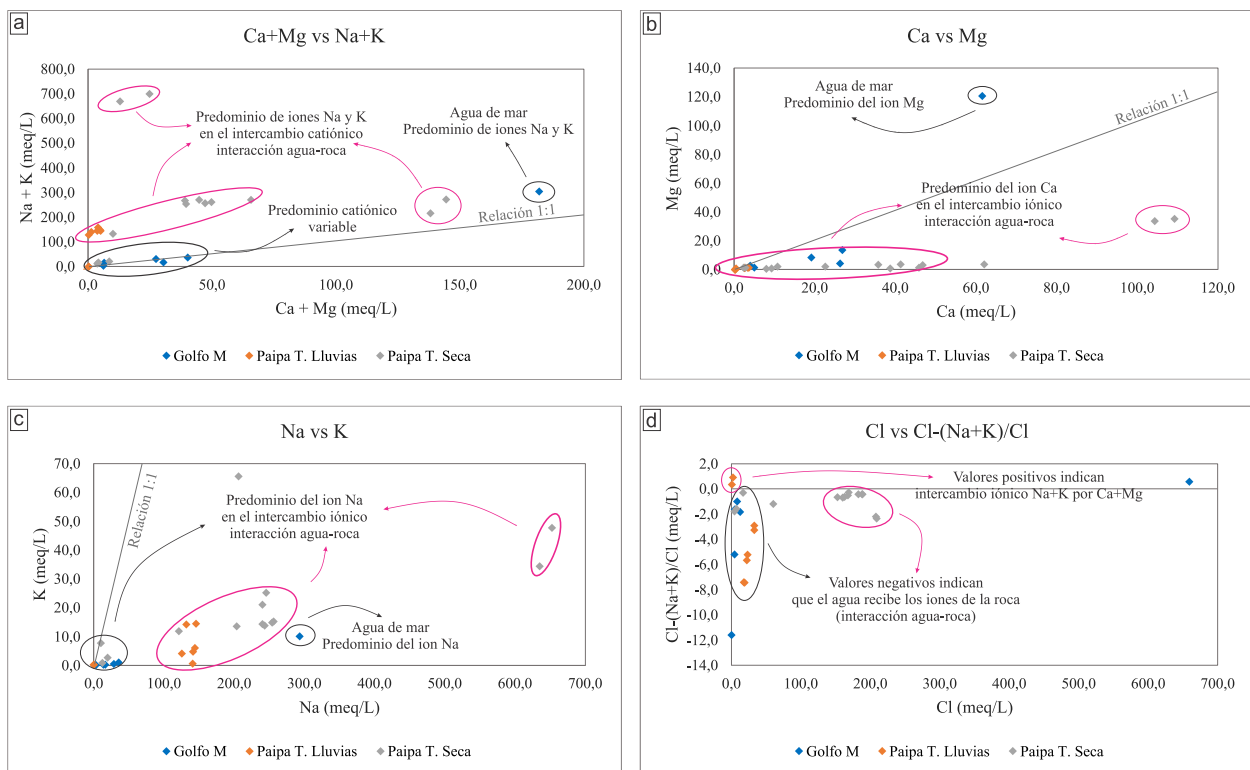 a
Ca+Mg vs Na+K
800,0
700,0
600,0
500,0
400,0
300,0
200,0
100,0
0,0
Na + K (meq/L)
Predominio de iones Na y K
en el intercambio catiónico
interacción agua-roca
Agua de mar
Predominio de iones Na y K
Predominio catiónico
variable
Relación 1:1
0,0
50,0
100,0
150,0
200,0
Ca + Mg (meq/L)
Golfo M
Paipa T. Lluvias
Paipa T. Seca
b
Ca vs Mg
140,0
120,0
100,0
80,0
60,0
40,0
20,0
0,0
Mg (meq/L)
Agua de mar
Predominio del ion Mg
Relación 1:1
Predominio del ion Ca
en el intercambio iónico
interacción agua-roca
0,0
20,0
40,0
60,0
80,0
100,0
120,0
Ca (meq/L)
Golfo M
Paipa T. Lluvias
Paipa T. Seca
c
Na vs K
70,0
60,0
50,0
40,0
30,0
20,0
10,0
0,0
K (meq/L)
Relación 1:1
Predominio del ion Na
en el intercambio iónico
interacción agua-roca
Agua de mar
Predominio del ion Na
0,0
100,0
200,0
300,0
400,0
500,0
600,0
700,0
Na (meq/L)
Golfo M
Paipa T. Lluvias
Paipa T. Seca
d
Cl vs Cl-(Na+K)/Cl
2,0
0,0
-2,0
-4,0
-6,0
-8,0
-10,0
-12,0
-14,0
Cl-(Na+K)/Cl (meq/L)
Valores positivos indican
intercambio iónico Na+K por Ca+Mg
Valores negativos indican
que el agua recibe los iones de la roca
(interacción agua-roca)
0,0
100,0
200,0
300,0
400,0
500,0
600,0
700,0
Cl (meq/L)
Golfo M
Paipa T. Lluvias
Paipa T. Seca